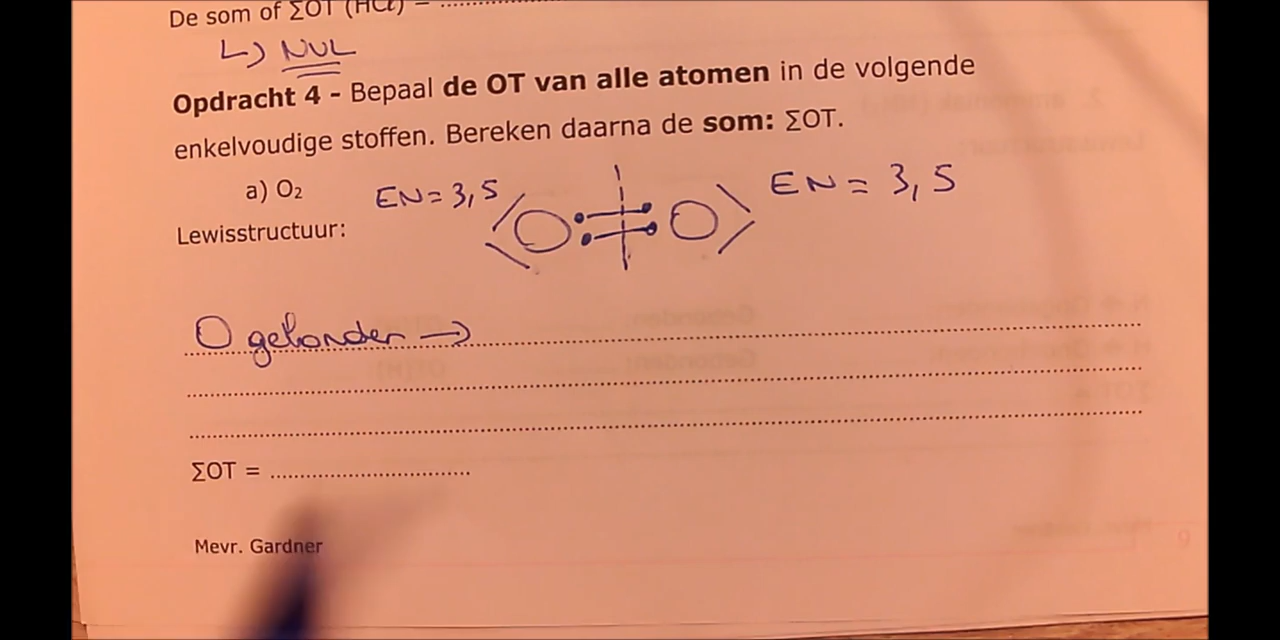 De som of ΣOT (HCl) = ................
↳ NUL
Opdracht 4 - Bepaal de OT van alle atomen in de volgende
enkelvoudige stoffen. Bereken daarna de som: ΣOT.
a) O₂
EN = 3,5
EN = 3,5
Lewisstructuur:
O O
O gebonden →
ΣOT = ................
Mevr. Gardner
9